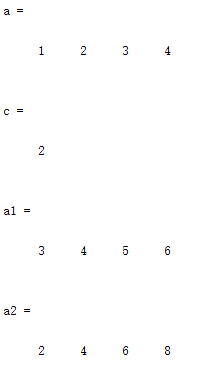 a =
1 2 3 4
c =
2
a1 =
3 4 5 6
a2 =
2 4 6 8